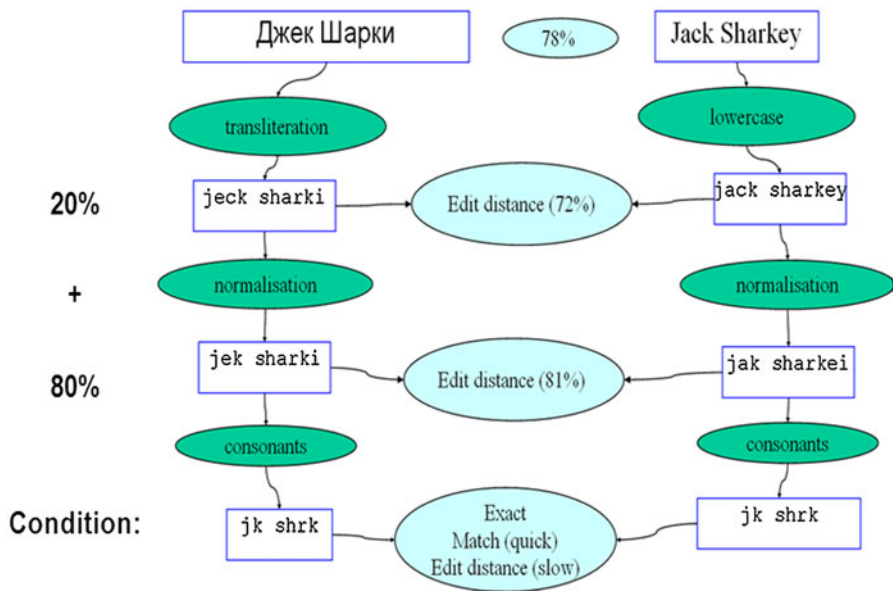 Джек Шарки
78%
Jack Sharkey
transliteration
lowercase
20%
jeck sharki
Edit distance (72%)
jack sharkey
+
normalisation
normalisation
80%
jek sharki
Edit distance (81%)
jak sharkei
consonants
consonants
Condition:
jk shrk
Exact
Match (quick)
Edit distance (slow)
jk shrk